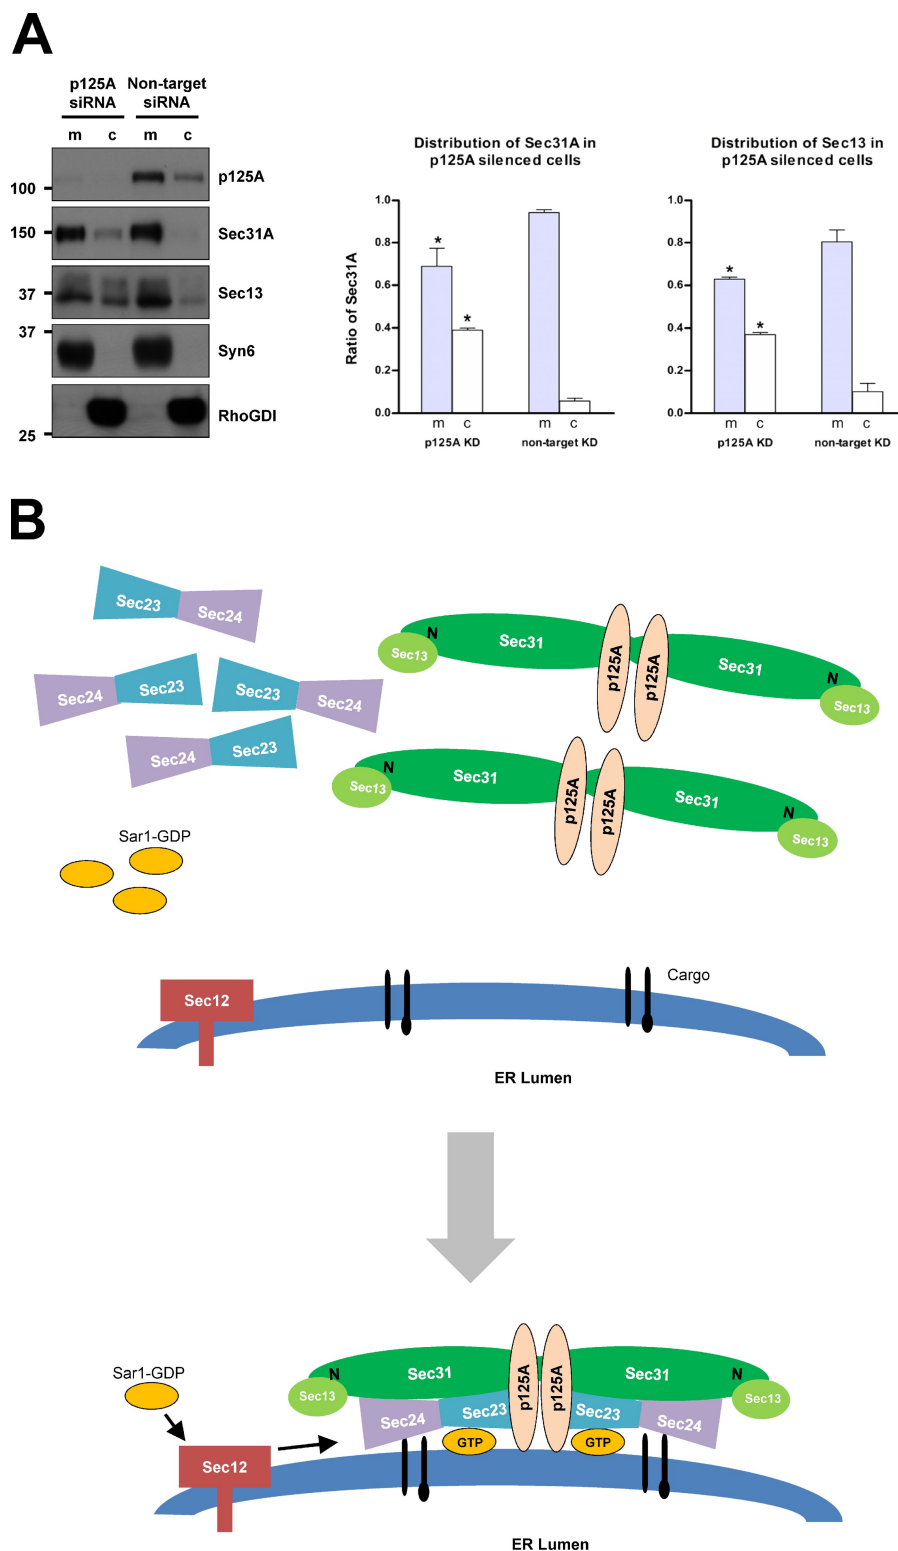 A
p125A Non-target
siRNA siRNA
m c m c
p125A
100
150
Sec31A
37
Sec13
37
Syn6
RhoGDI
25
Distribution of Sec31A in
p125A silenced cells
Ratio of Sec31A
1.0
0.8
0.6
0.4
0.2
0.0
*
*
m c m c
p125A KD non-target KD
Distribution of Sec13 in
p125A silenced cells
1.0
0.8
0.6
0.4
0.2
0.0
*
*
m c m c
p125A KD non-target KD
B
Sec23 Sec24
Sec24 Sec23
Sec23 Sec24
Sec24 Sec23
Sec13 N Sec31 p125A p125A Sec31 N Sec13
Sec13 N Sec31 p125A p125A Sec31 N Sec13
Sar1-GDP
Sec12
Cargo
ER Lumen
Sar1-GDP
Sec12
Sec13 N Sec31 p125A p125A Sec31 N Sec13
Sec24 Sec23 Sec23 Sec24
GTP GTP
ER Lumen